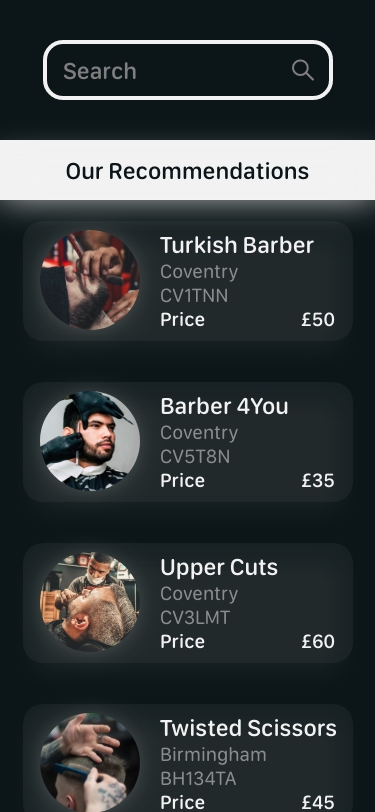 Search
Our Recommendations
Turkish Barber
Coventry
CV1TNN
Price £50
Barber 4You
Coventry
CV5T8N
Price £35
Upper Cuts
Coventry
CV3LMT
Price £60
Twisted Scissors
Birmingham
BH134TA
Price £45